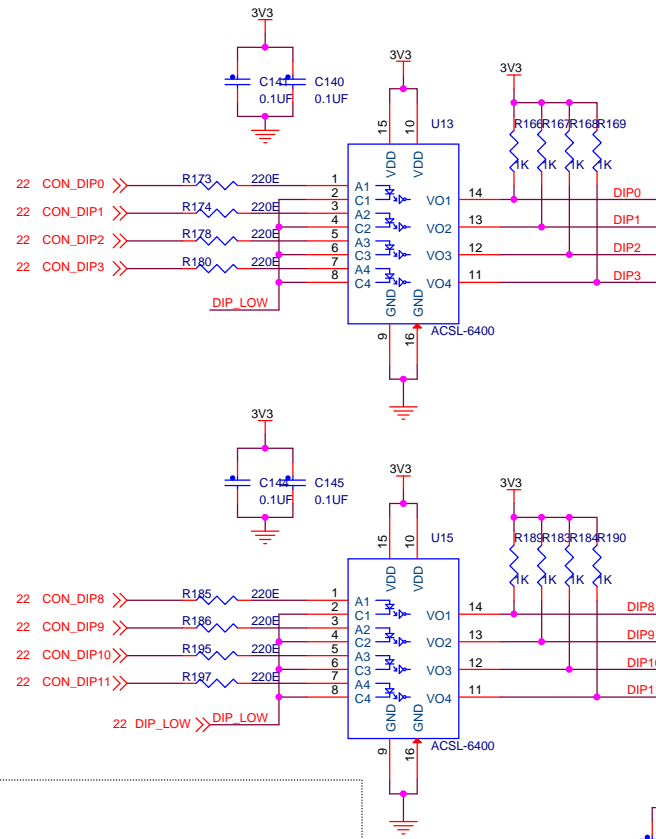 3V3
C141 C140
0.1UF 0.1UF
3V3
3V3
15 10 U13
VDD VDD
R166 R167 R168 R169
1K 1K 1K 1K
22 CON_DIP0 R173 220E 1 A1
2 C1 VO1 14 DIP0
22 CON_DIP1 R174 220E 3 A2
4 C2 VO2 13 DIP1
22 CON_DIP2 R178 220E 5 A3
6 C3 VO3 12 DIP2
22 CON_DIP3 R180 220E 7 A4
8 C4 VO4 11 DIP3
DIP_LOW
GND GND
9 16 ACSL-6400
3V3
C144 C145
0.1UF 0.1UF
3V3
3V3
15 10 U15
VDD VDD
R189 R183 R184 R190
1K 1K 1K 1K
22 CON_DIP8 R185 220E 1 A1
2 C1 VO1 14 DIP8
22 CON_DIP9 R186 220E 3 A2
4 C2 VO2 13 DIP9
22 CON_DIP10 R195 220E 5 A3
6 C3 VO3 12 DIP10
22 CON_DIP11 R197 220E 7 A4
8 C4 VO4 11 DIP1
22 DIP_LOW DIP_LOW
GND GND
9 16 ACSL-6400